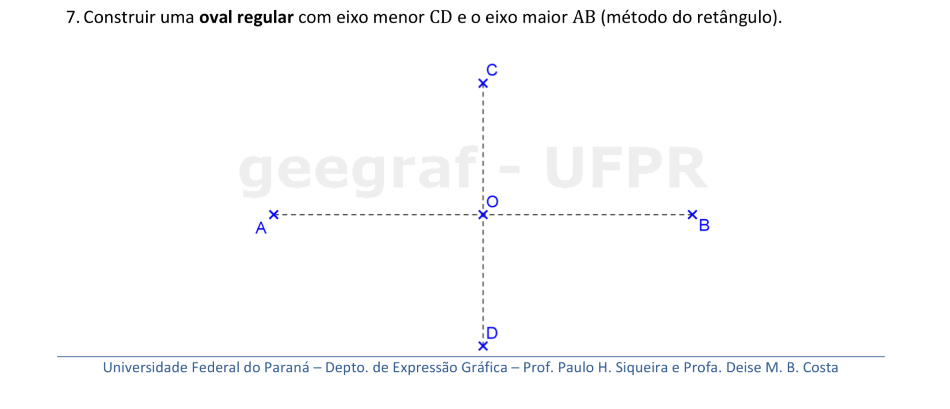 7. Construir uma oval regular com eixo menor CD e o eixo maior AB (método do retângulo).
C
geegraf - UFPR
O
A
B
D
Universidade Federal do Paraná – Depto. de Expressão Gráfica – Prof. Paulo H. Siqueira e Profa. Deise M. B. Costa